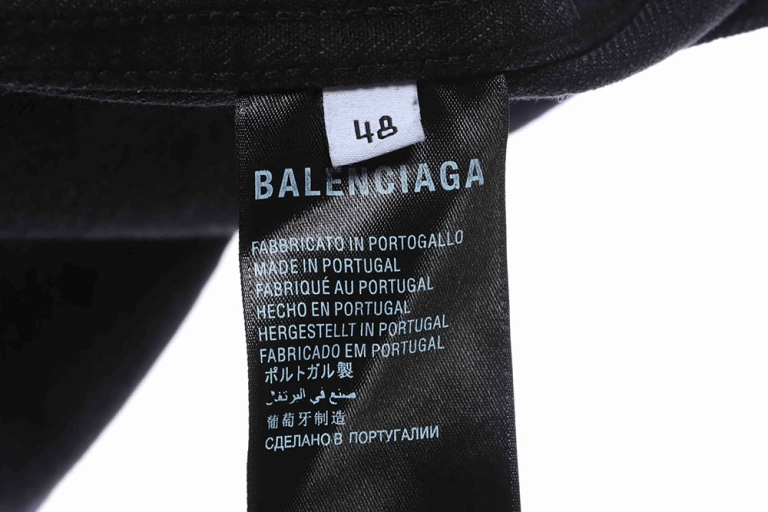 48
BALENCIAGA
FABBRICATO IN PORTOGALLO
MADE IN PORTUGAL
FABRIQUÉ AU PORTUGAL
HECHO EN PORTUGAL
HERGESTELLT IN PORTUGAL
FABRICADO EM PORTUGAL
ポルトガル製
صنع في البرتغال
葡萄牙制造
СДЕЛАНО В ПОРТУГАЛИИ